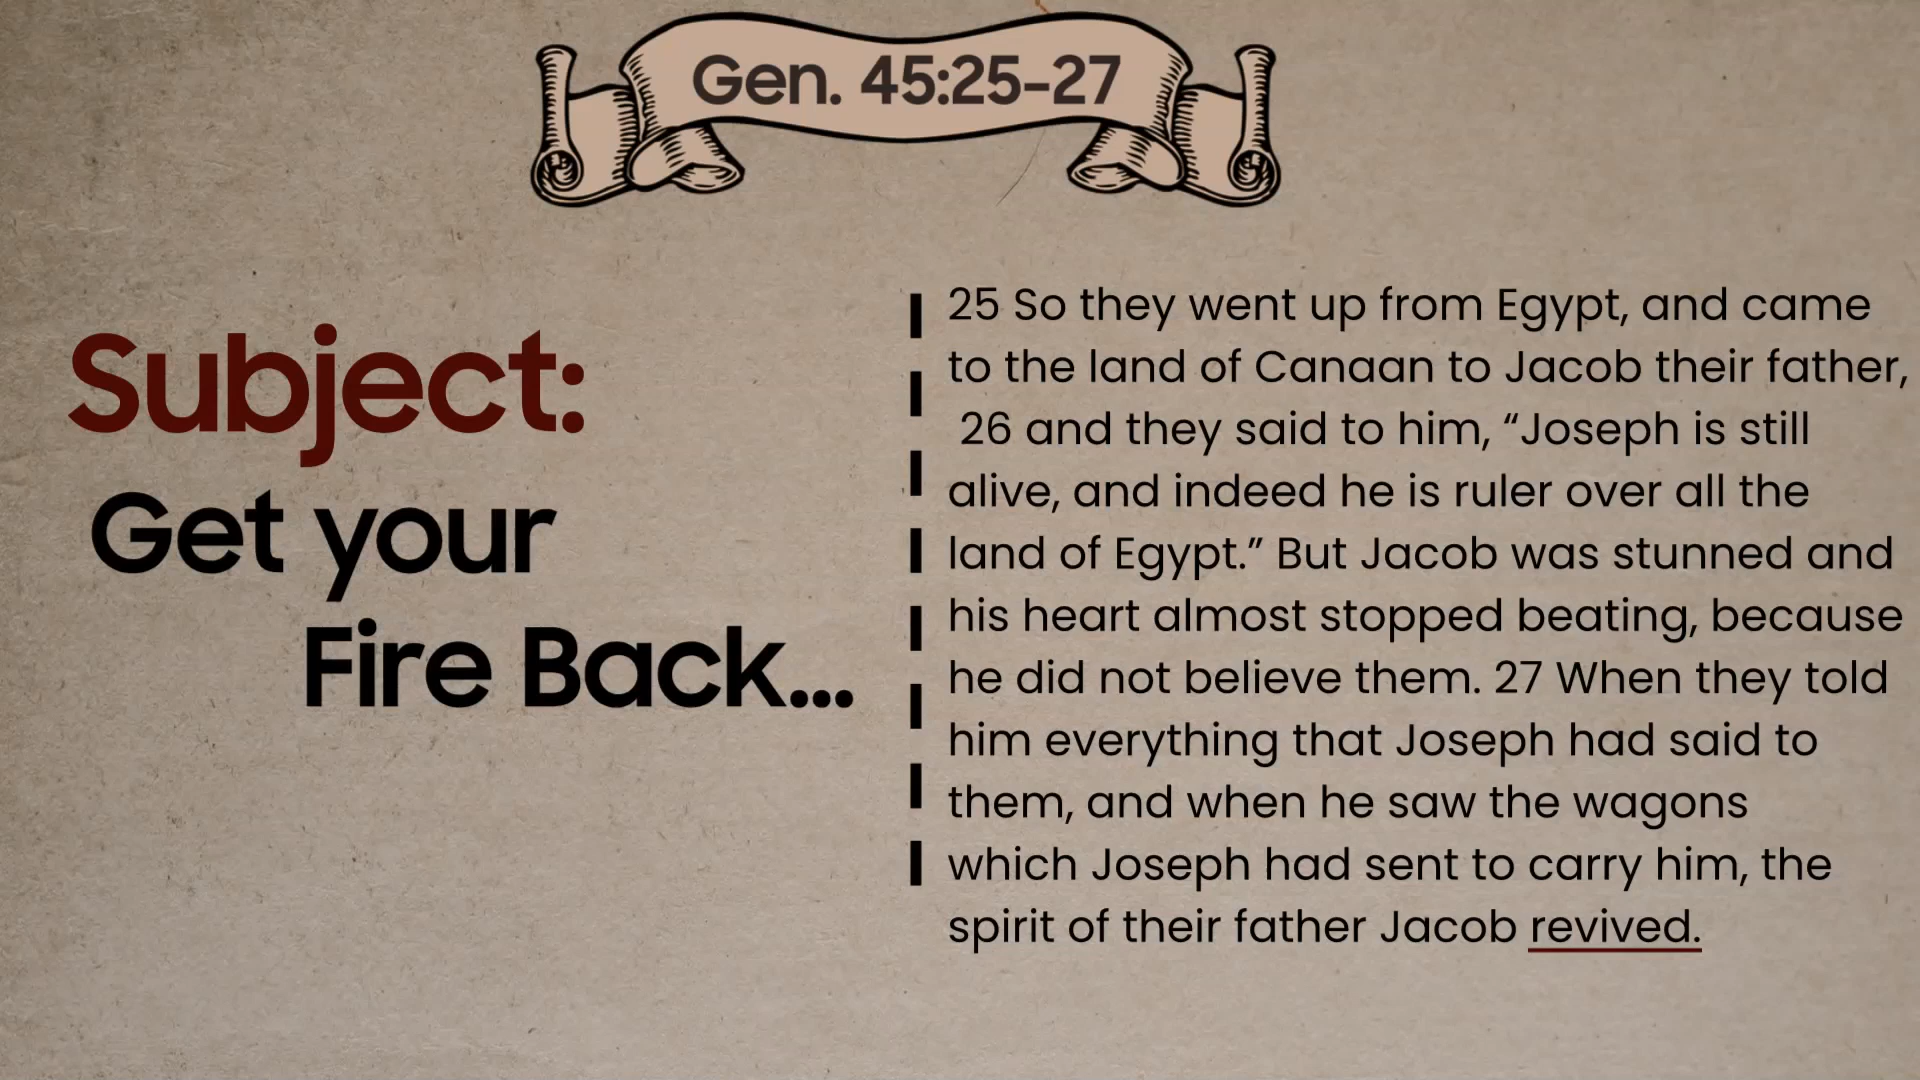 Gen. 45:25-27
Subject:
Get your
Fire Back...
25 So they went up from Egypt, and came
to the land of Canaan to Jacob their father,
26 and they said to him, “Joseph is still
alive, and indeed he is ruler over all the
land of Egypt.” But Jacob was stunned and
his heart almost stopped beating, because
he did not believe them. 27 When they told
him everything that Joseph had said to
them, and when he saw the wagons
which Joseph had sent to carry him, the
spirit of their father Jacob revived.